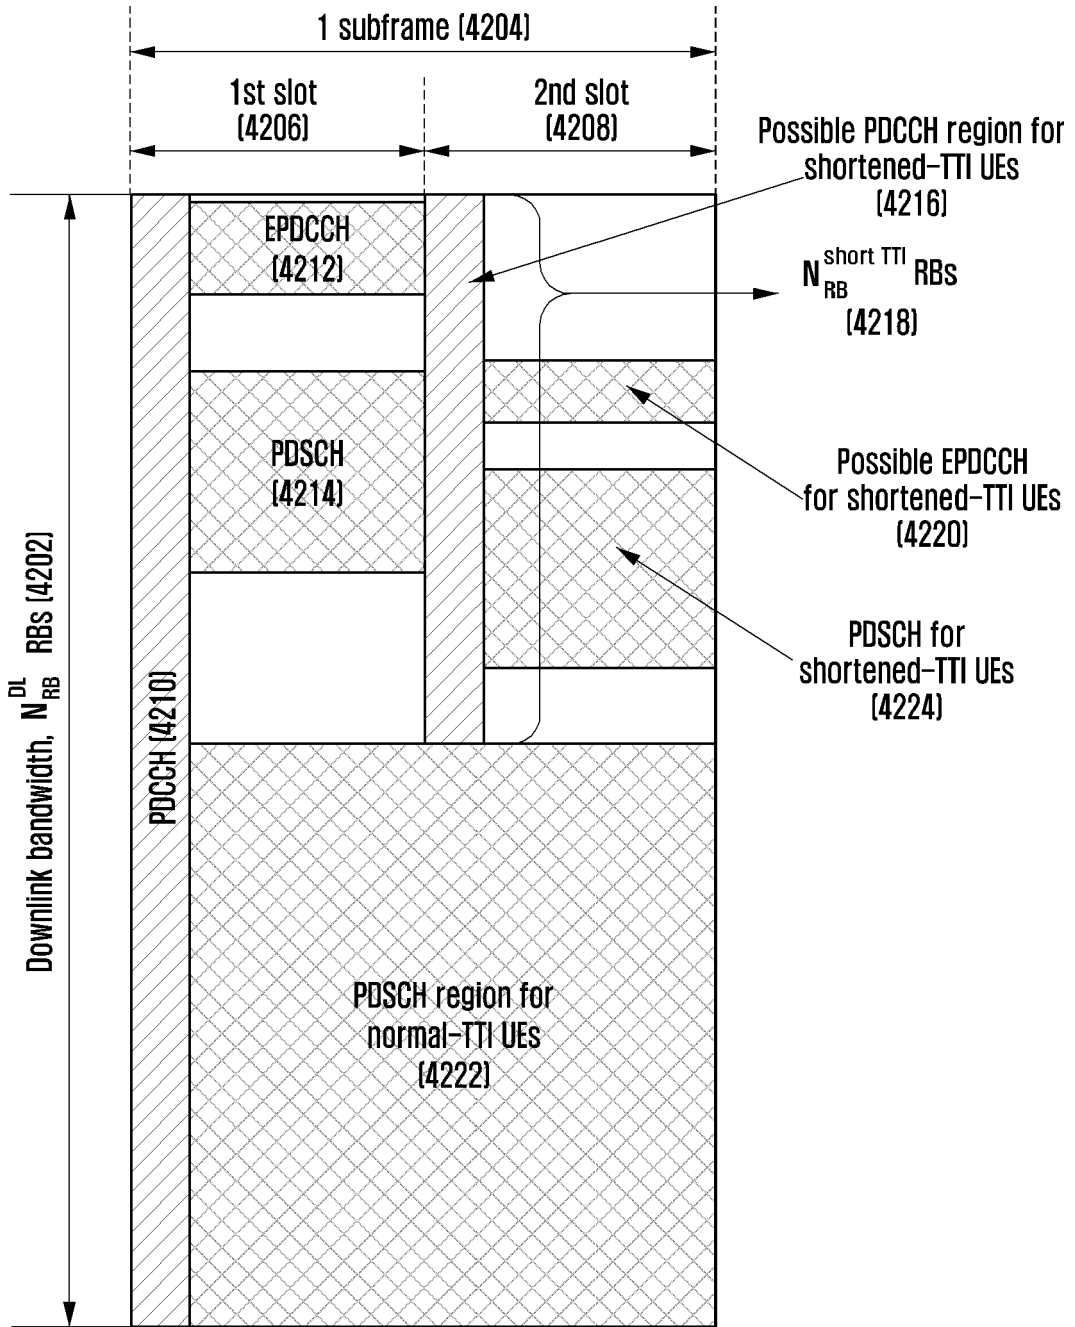 1 subframe (4204)
1st slot
(4206)
2nd slot
(4208)
Possible PDCCH region for
shortened-TTI UEs
(4216)
EPDCCH
(4212)
N_RB^short TTI RBs
(4218)
PDSCH
(4214)
Possible EPDCCH
for shortened-TTI UEs
(4220)
PDSCH for
shortened-TTI UEs
(4224)
Downlink bandwidth, N_RB^DL RBs (4202)
PDCCH (4210)
PDSCH region for
normal-TTI UEs
(4222)